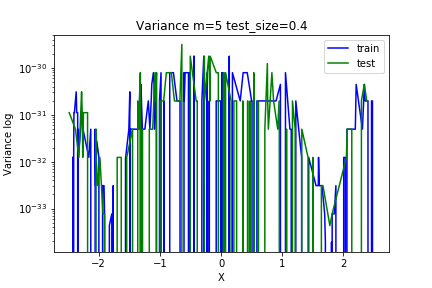 Variance m=5 test_size=0.4
train
test
Variance log
10⁻³⁰
10⁻³¹
10⁻³²
10⁻³³
−2 −1 0 1 2
X